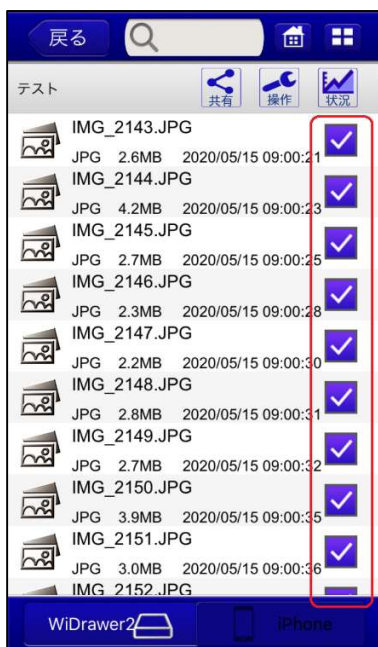 戻る
テスト
共有
操作
状況
IMG_2143.JPG
JPG 2.6MB 2020/05/15 09:00:21
IMG_2144.JPG
JPG 4.2MB 2020/05/15 09:00:23
IMG_2145.JPG
JPG 2.7MB 2020/05/15 09:00:25
IMG_2146.JPG
JPG 2.3MB 2020/05/15 09:00:28
IMG_2147.JPG
JPG 2.2MB 2020/05/15 09:00:30
IMG_2148.JPG
JPG 2.8MB 2020/05/15 09:00:31
IMG_2149.JPG
JPG 2.7MB 2020/05/15 09:00:32
IMG_2150.JPG
JPG 3.9MB 2020/05/15 09:00:35
IMG_2151.JPG
JPG 3.0MB 2020/05/15 09:00:36
IMG_2152.JPG
WiDrawer2
iPhone